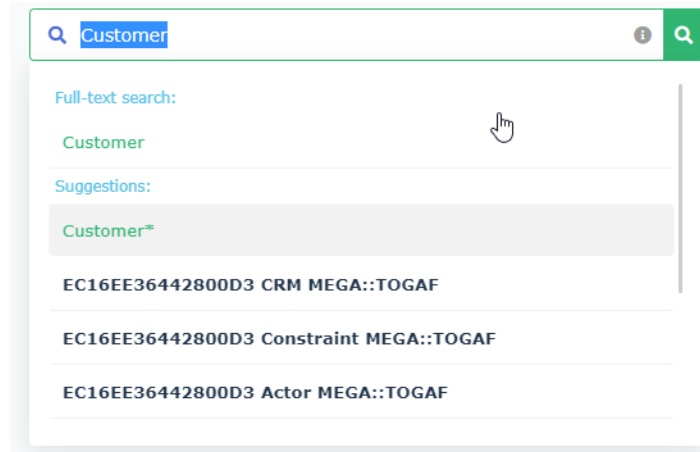 Customer
Full-text search:
Customer
Suggestions:
Customer*
EC16EE36442800D3 CRM MEGA::TOGAF
EC16EE36442800D3 Constraint MEGA::TOGAF
EC16EE36442800D3 Actor MEGA::TOGAF